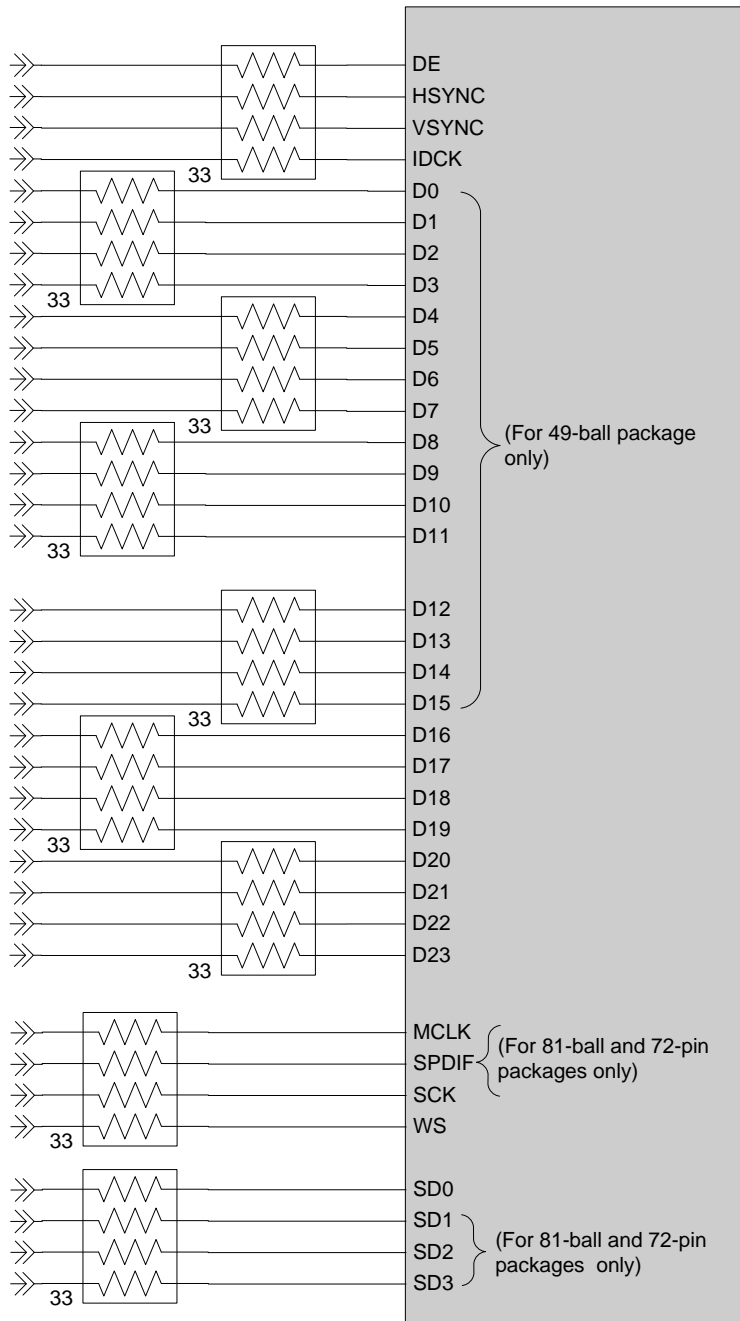 DE
HSYNC
VSYNC
IDCK
33
D0
D1
D2
D3
33
D4
D5
D6
D7
33
(For 49-ball package
only)
D8
D9
D10
D11
33
D12
D13
D14
D15
33
D16
D17
D18
D19
33
D20
D21
D22
D23
33
MCLK
SPDIF
SCK
(For 81-ball and 72-pin
packages only)
WS
33
SD0
SD1
SD2
SD3
(For 81-ball and 72-pin
packages only)
33